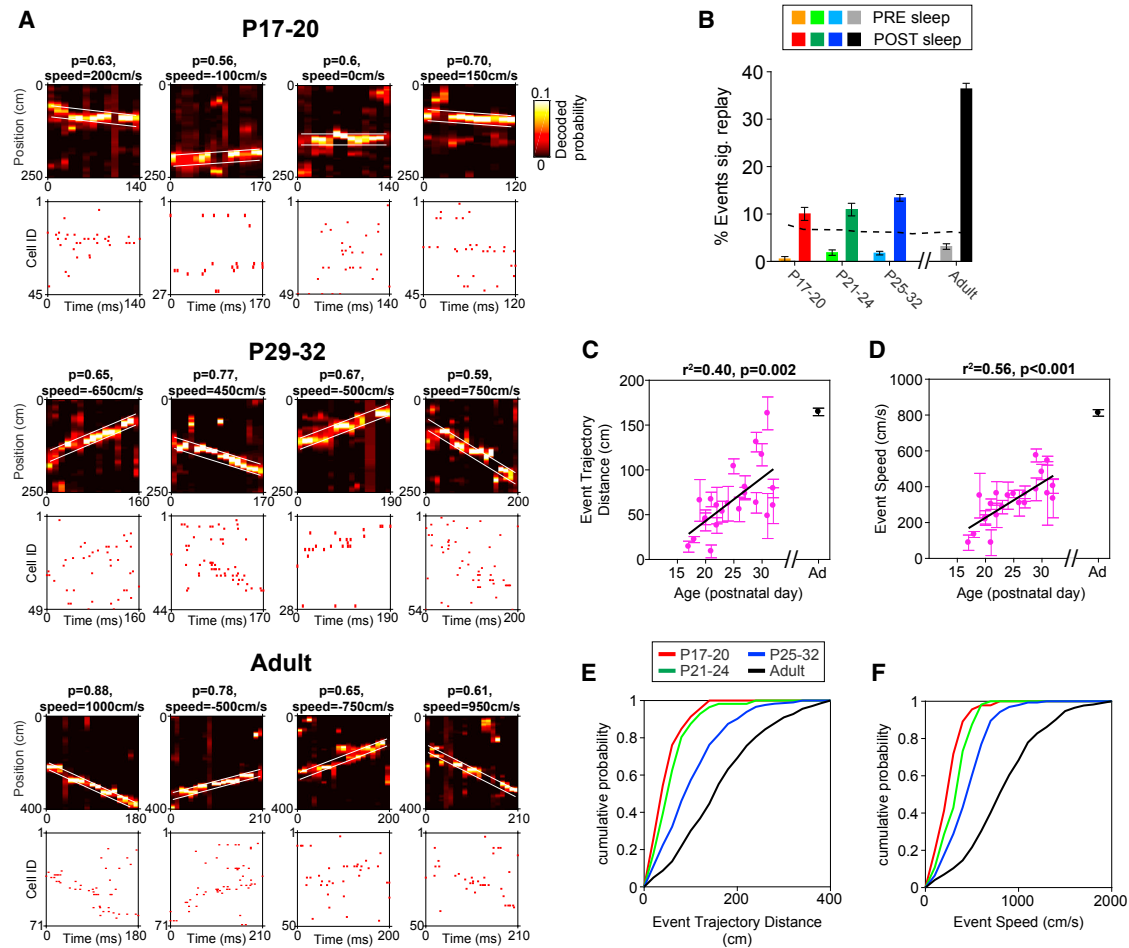 A
P17-20
p=0.63,
speed=200cm/s
p=0.56,
speed=-100cm/s
p=0.6,
speed=0cm/s
p=0.70,
speed=150cm/s
Position (cm)
0
250
0 140
0 170
0 140
0 120
0.1
0
Decoded
probability
Cell ID
1
45
0 Time (ms) 140
1
27
0 Time (ms) 170
1
49
0 Time (ms) 140
1
45
0 Time (ms) 120
P29-32
p=0.65,
speed=-650cm/s
p=0.77,
speed=450cm/s
p=0.67,
speed=-500cm/s
p=0.59,
speed=750cm/s
Position (cm)
0
250
0 160
0 170
0 190
0 200
Cell ID
1
49
0 Time (ms) 160
1
44
0 Time (ms) 170
1
28
0 Time (ms) 190
1
54
0 Time (ms) 200
Adult
p=0.88,
speed=1000cm/s
p=0.78,
speed=-500cm/s
p=0.65,
speed=-750cm/s
p=0.61,
speed=950cm/s
Position (cm)
0
400
0 180
0 210
0 210
0 210
Cell ID
1
71
0 Time (ms) 180
1
71
0 Time (ms) 210
1
50
0 Time (ms) 210
1
50
0 Time (ms) 210
B
PRE sleep
POST sleep
% Events sig. replay
40
30
20
10
0
P17-20
P21-24
P25-32
Adult
C
r²=0.40, p=0.002
Event Trajectory
Distance (cm)
200
150
100
50
0
15 20 25 30 Ad
Age (postnatal day)
D
r²=0.56, p<0.001
Event Speed (cm/s)
1000
800
600
400
200
0
15 20 25 30 Ad
Age (postnatal day)
P17-20 P25-32
P21-24 Adult
E
cumulative probability
1
0.8
0.6
0.4
0.2
0
0 200 400
Event Trajectory Distance
(cm)
F
cumulative probability
1
0.8
0.6
0.4
0.2
0
0 1000 2000
Event Speed (cm/s)